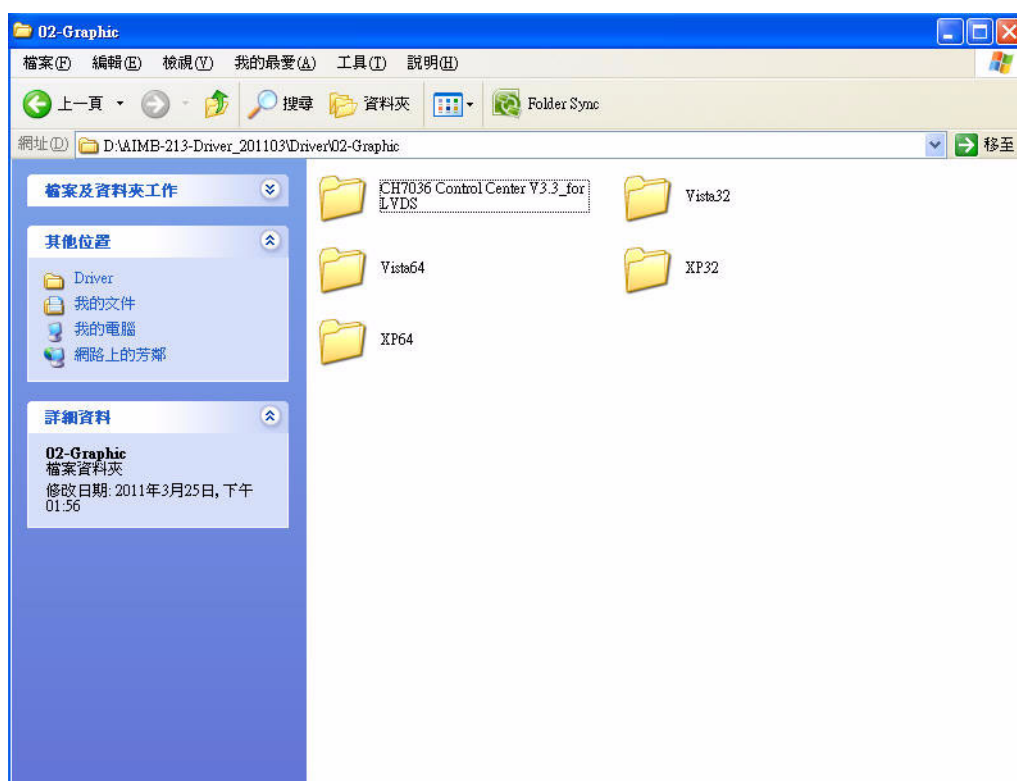 02-Graphic
檔案(F) 編輯(E) 檢視(V) 我的最愛(A) 工具(T) 說明(H)
上一頁 搜尋 資料夾 Folder Sync
網址(D) D:\AIMB-213-Driver_201103\Driver\02-Graphic 移至
檔案及資料夾工作
其他位置
Driver
我的文件
我的電腦
網路上的芳鄰
詳細資料
02-Graphic
檔案資料夾
修改日期: 2011年3月25日, 下午
01:56
CH7036 Control Center V3.3_for
LVDS
Vista32
Vista64
XP32
XP64